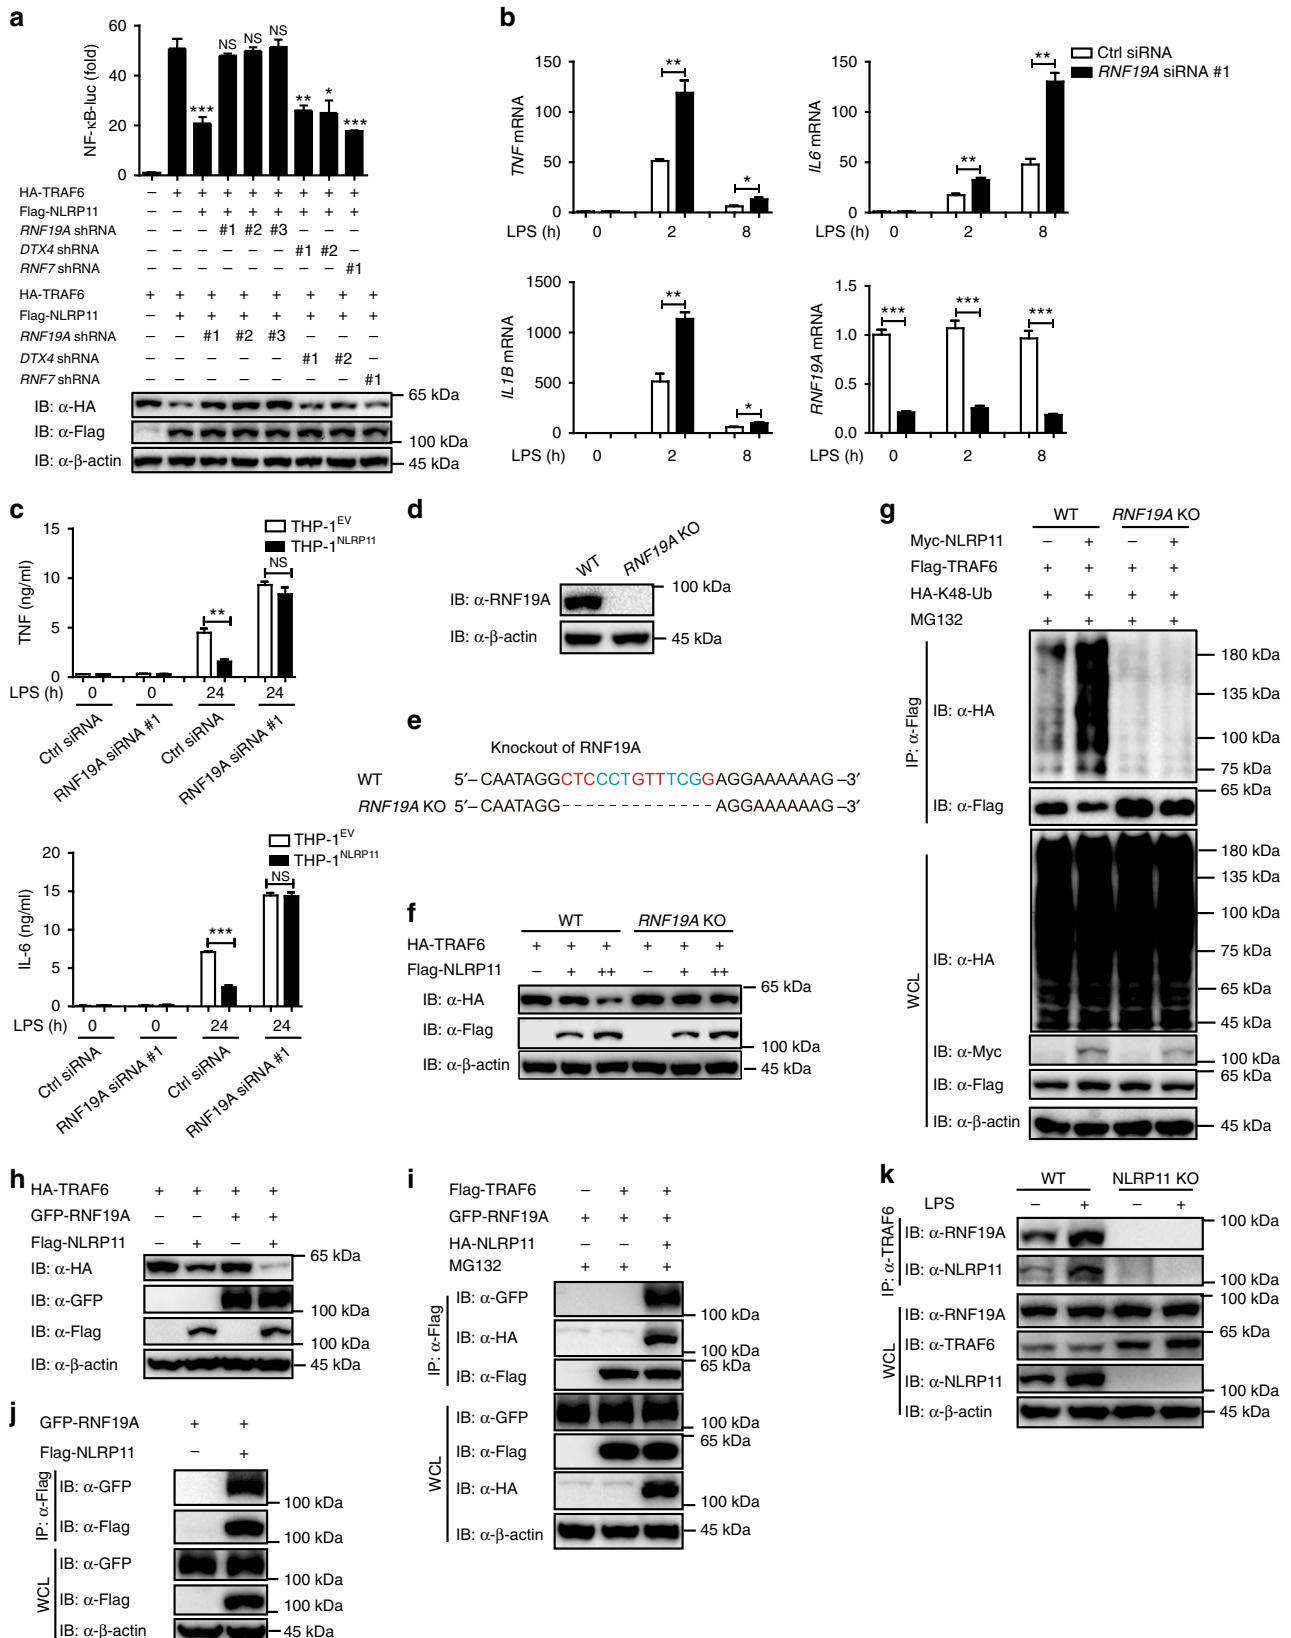 a
60
40
20
0
NF-κB-luc (fold)
***
NS
NS
NS
**
*
***
HA-TRAF6 – + + + + + + + +
Flag-NLRP11 – – + + + + + + +
RNF19A shRNA – – – #1 #2 #3 – – –
DTX4 shRNA – – – – – – #1 #2 –
RNF7 shRNA – – – – – – – – #1
HA-TRAF6 + + + + + + + +
Flag-NLRP11 – + + + + + + +
RNF19A shRNA – – #1 #2 #3 – – –
DTX4 shRNA – – – – – #1 #2 –
RNF7 shRNA – – – – – – – #1
IB: α-HA
65 kDa
IB: α-Flag
100 kDa
IB: α-β-actin
45 kDa
b
Ctrl siRNA
RNF19A siRNA #1
150
100
50
0
TNF mRNA
**
*
LPS (h) 0 2 8
150
100
50
0
IL6 mRNA
**
**
LPS (h) 0 2 8
1500
1000
500
0
IL1B mRNA
**
*
LPS (h) 0 2 8
1.5
1.0
0.5
0.0
RNF19A mRNA
***
***
***
LPS (h) 0 2 8
c
THP-1EV
THP-1NLRP11
15
10
5
0
TNF (ng/ml)
**
NS
LPS (h) 0 0 24 24
Ctrl siRNA
RNF19A siRNA #1
Ctrl siRNA
RNF19A siRNA #1
THP-1EV
THP-1NLRP11
20
15
10
5
0
IL-6 (ng/ml)
***
NS
LPS (h) 0 0 24 24
Ctrl siRNA
RNF19A siRNA #1
Ctrl siRNA
RNF19A siRNA #1
d
WT
RNF19A KO
IB: α-RNF19A
100 kDa
IB: α-β-actin
45 kDa
e
Knockout of RNF19A
WT 5′– CAATAGGCTCCCTGTTTCGGAGGAAAAAAG –3′
RNF19A KO 5′– CAATAGG-------------AGGAAAAAAG –3′
f
WT RNF19A KO
HA-TRAF6 + + + + + +
Flag-NLRP11 – + ++ – + ++
IB: α-HA
65 kDa
IB: α-Flag
100 kDa
IB: α-β-actin
45 kDa
g
WT RNF19A KO
Myc-NLRP11 – + – +
Flag-TRAF6 + + + +
HA-K48-Ub + + + +
MG132 + + + +
IP: α-Flag
IB: α-HA
180 kDa
135 kDa
100 kDa
75 kDa
IB: α-Flag
65 kDa
WCL
IB: α-HA
180 kDa
135 kDa
100 kDa
75 kDa
65 kDa
45 kDa
IB: α-Myc
100 kDa
IB: α-Flag
65 kDa
IB: α-β-actin
45 kDa
h
HA-TRAF6 + + + +
GFP-RNF19A – – + +
Flag-NLRP11 – + – +
IB: α-HA
65 kDa
IB: α-GFP
100 kDa
IB: α-Flag
100 kDa
IB: α-β-actin
45 kDa
i
Flag-TRAF6 – + +
GFP-RNF19A + + +
HA-NLRP11 – – +
MG132 + + +
IP: α-Flag
IB: α-GFP
100 kDa
IB: α-HA
100 kDa
IB: α-Flag
65 kDa
WCL
IB: α-GFP
100 kDa
IB: α-Flag
65 kDa
IB: α-HA
100 kDa
IB: α-β-actin
45 kDa
j
GFP-RNF19A + +
Flag-NLRP11 – +
IP: α-Flag
IB: α-GFP
100 kDa
IB: α-Flag
100 kDa
WCL
IB: α-GFP
100 kDa
IB: α-Flag
100 kDa
IB: α-β-actin
45 kDa
k
WT NLRP11 KO
LPS – + – +
IP: α-TRAF6
IB: α-RNF19A
100 kDa
IB: α-NLRP11
100 kDa
WCL
IB: α-RNF19A
100 kDa
IB: α-TRAF6
65 kDa
IB: α-NLRP11
100 kDa
IB: α-β-actin
45 kDa